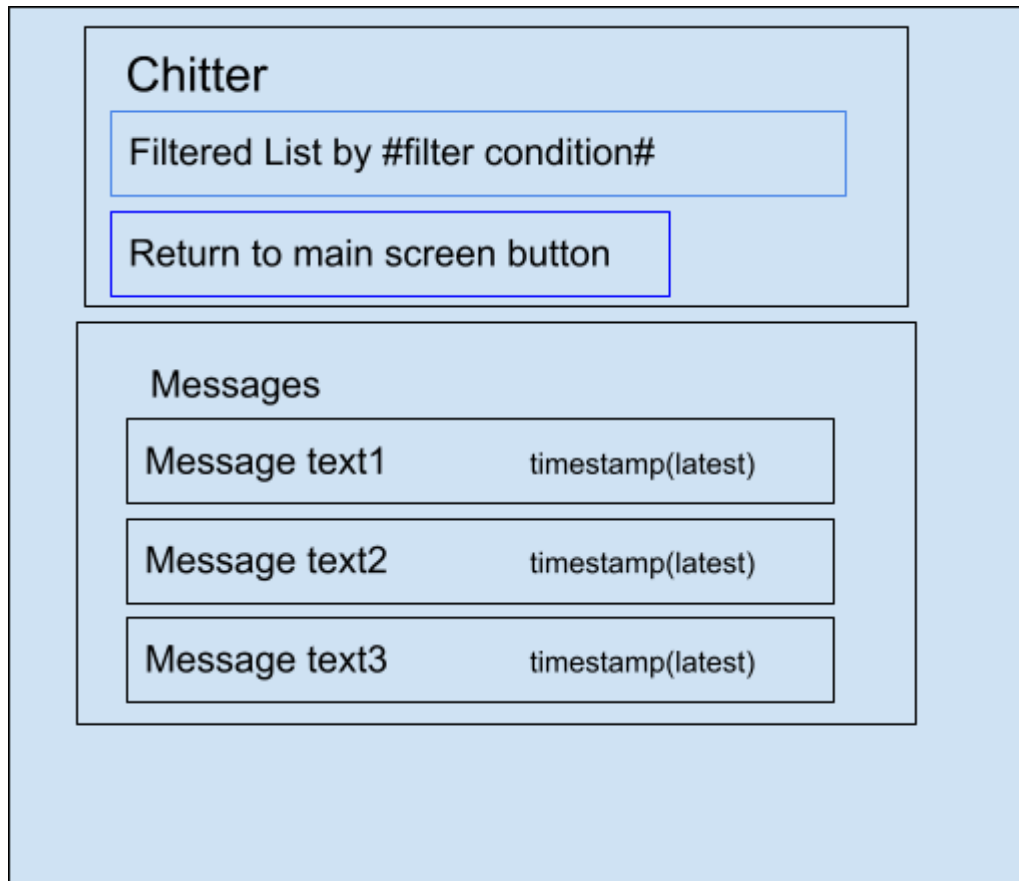 Chitter
Filtered List by #filter condition#
Return to main screen button
Messages
Message text1 timestamp(latest)
Message text2 timestamp(latest)
Message text3 timestamp(latest)